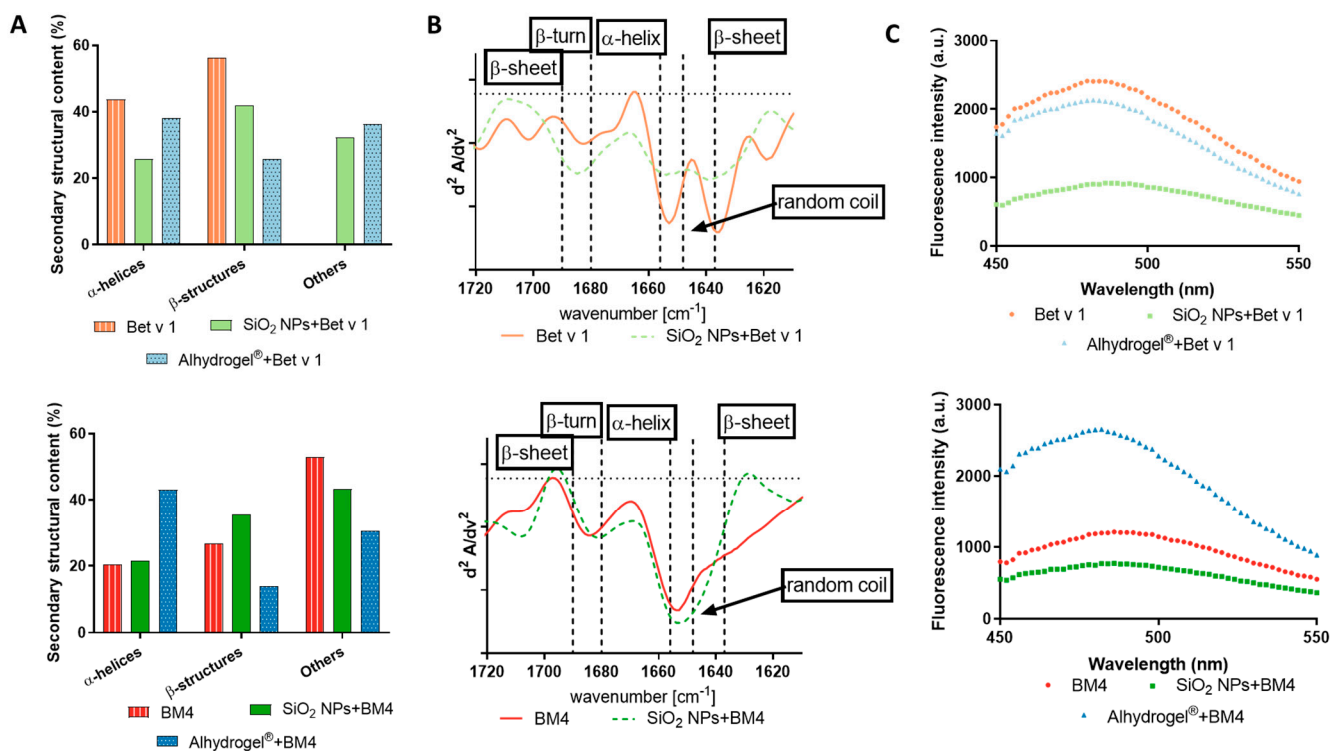 A
Secondary structural content (%)
60
40
20
0
α-helices
β-structures
Others
Bet v 1
SiO2 NPs+Bet v 1
Alhydrogel®+Bet v 1
B
β-turn
α-helix
β-sheet
β-sheet
d² A/dv²
random coil
1720
1700
1680
1660
1640
1620
wavenumber [cm⁻¹]
Bet v 1
SiO2 NPs+Bet v 1
C
Fluorescence intensity (a.u.)
3000
2000
1000
0
450
500
550
Wavelength (nm)
Bet v 1
SiO2 NPs+Bet v 1
Alhydrogel®+Bet v 1
Secondary structural content (%)
60
40
20
0
α-helices
β-structures
Others
BM4
SiO2 NPs+BM4
Alhydrogel®+BM4
β-turn
α-helix
β-sheet
β-sheet
d² A/dv²
random coil
1720
1700
1680
1660
1640
1620
wavenumber [cm⁻¹]
BM4
SiO2 NPs+BM4
Fluorescence intensity (a.u.)
3000
2000
1000
0
450
500
550
Wavelength (nm)
BM4
SiO2 NPs+BM4
Alhydrogel®+BM4